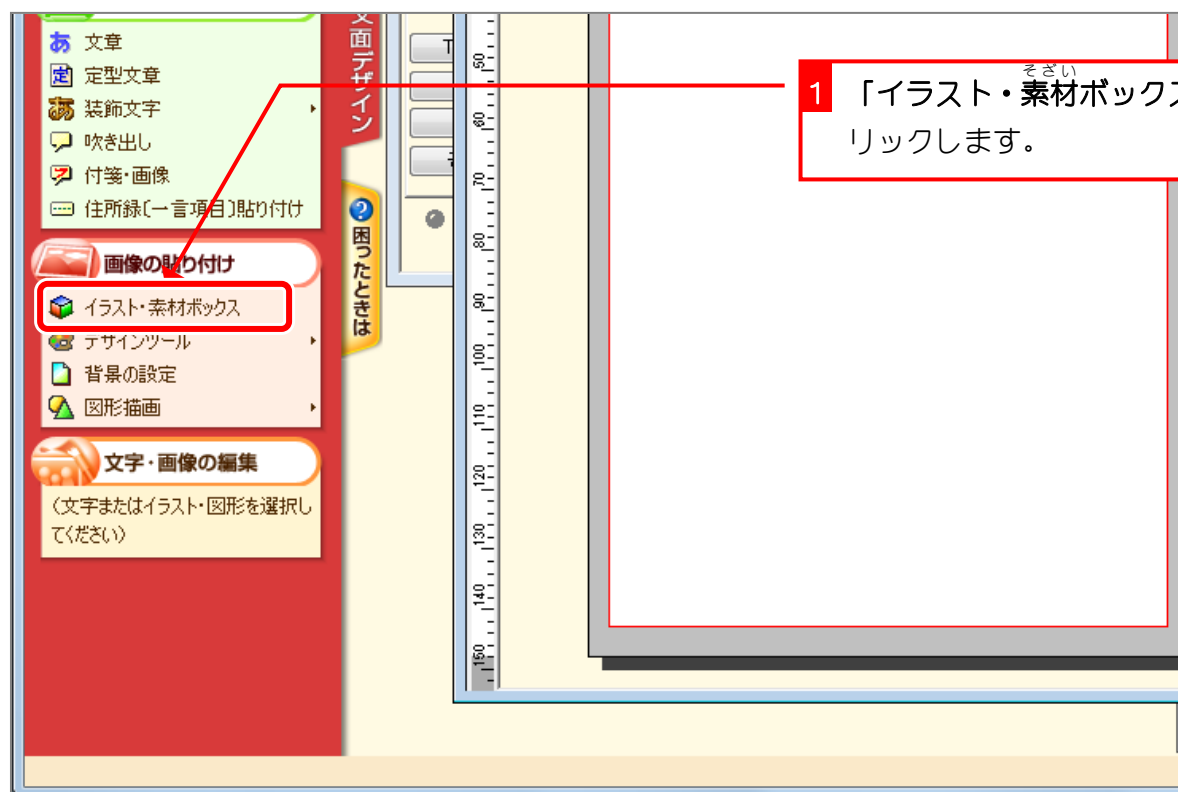 あ 文章
定 定型文章
装飾文字
吹き出し
付箋・画像
住所録〔一言項目〕貼り付け
画像の貼り付け
イラスト・素材ボックス
デザインツール
背景の設定
図形描画
文字・画像の編集
（文字またはイラスト・図形を選択し
てください）
文面デザイン
困ったときは
T
50
60
70
80
90
100
110
120
130
140
150
そざい
1 「イラスト・素材ボックス
リックします。